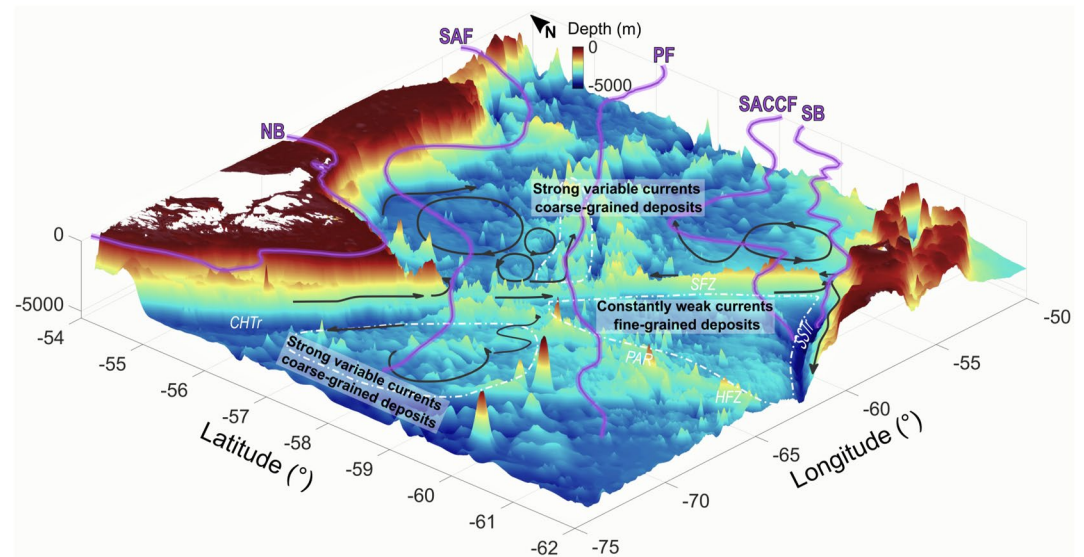 SAF
N
Depth (m)
0
-5000
PF
NB
SACCF
SB
Strong variable currents
coarse-grained deposits
0
-5000
SFZ
Constantly weak currents
fine-grained deposits
CHTr
SSTr
Strong variable currents
coarse-grained deposits
PAR
HFZ
-54
-55
-56
-57
-58
-59
-60
-61
-62
Latitude (°)
-75
-70
-65
-60
-55
-50
Longitude (°)